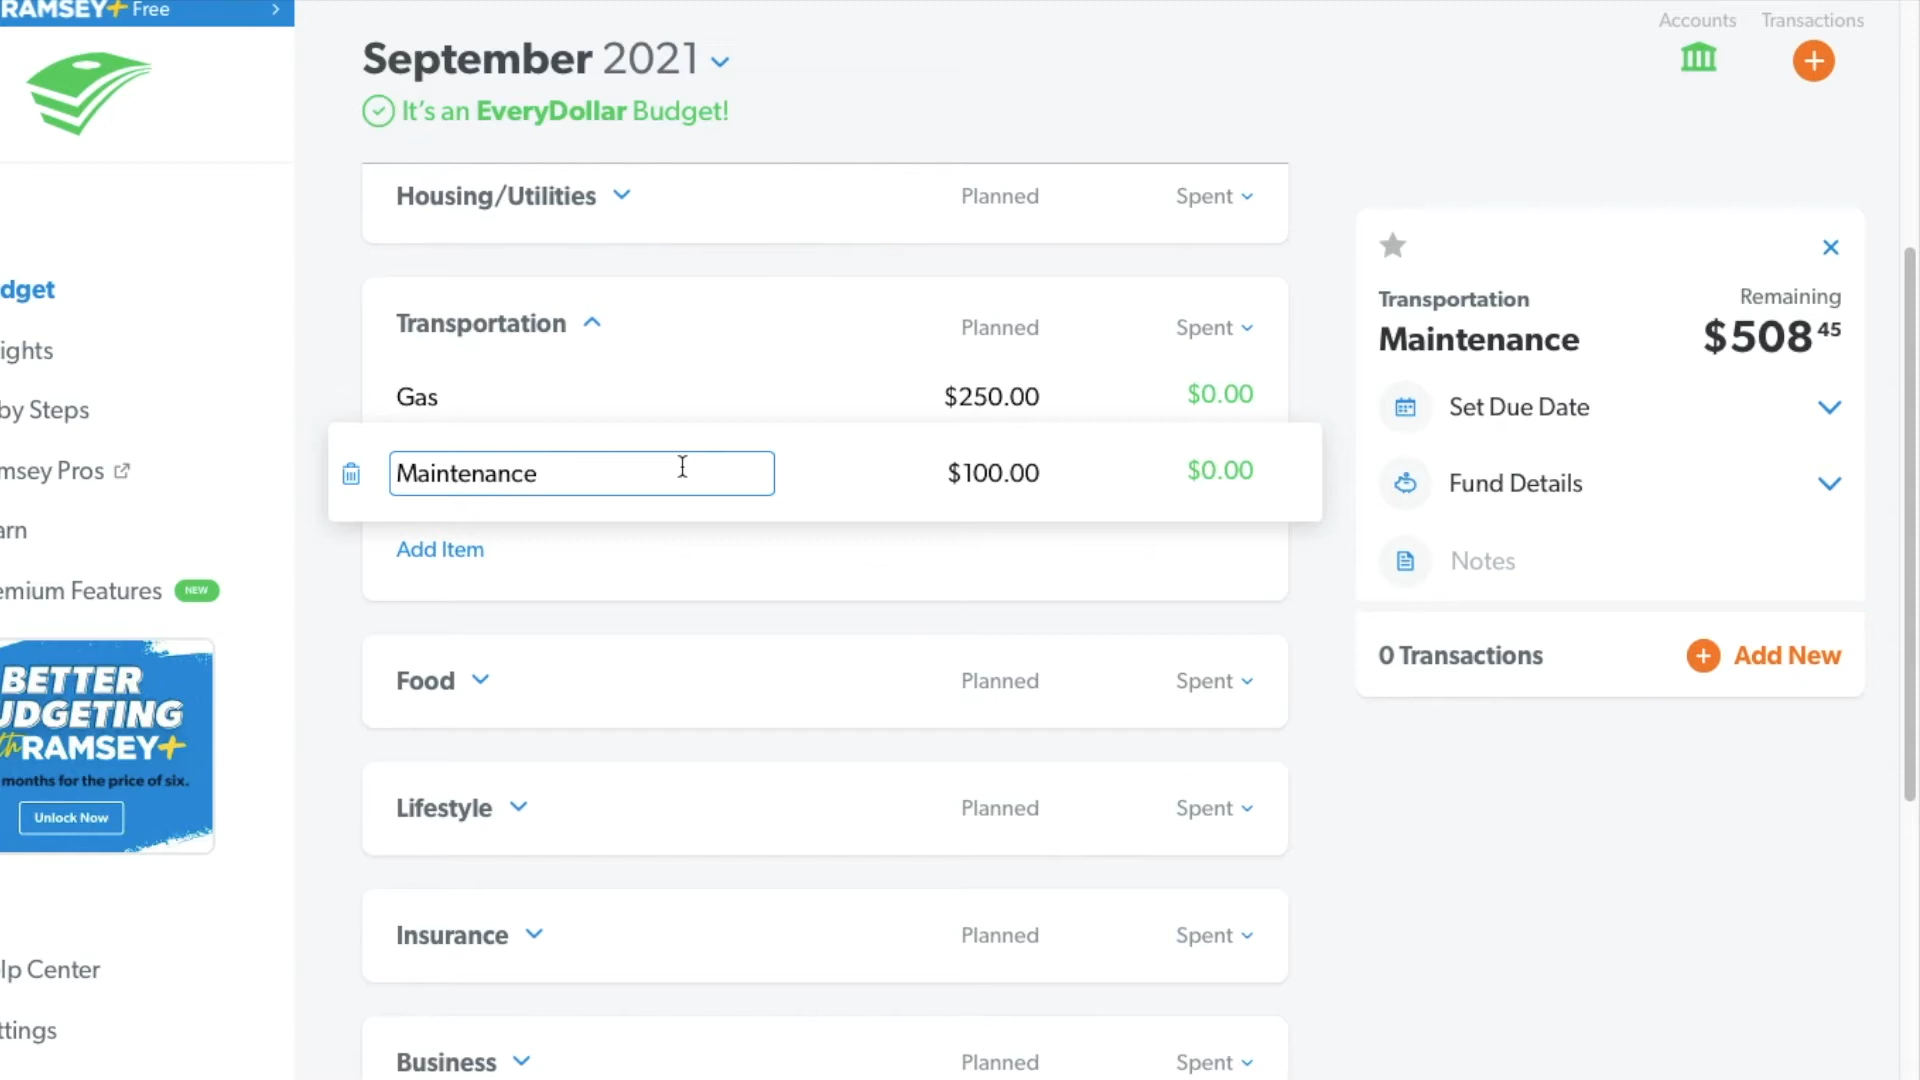 RAMSEY+ Free
dget
ights
by Steps
msey Pros
arn
emium Features NEW
BETTER
UDGETING
thRAMSEY+
months for the price of six.
Unlock Now
lp Center
ttings
September 2021
It's an EveryDollar Budget!
Accounts Transactions
Housing/Utilities Planned Spent
Transportation Planned Spent
Gas $250.00 $0.00
Maintenance $100.00 $0.00
Add Item
Food Planned Spent
Lifestyle Planned Spent
Insurance Planned Spent
Business Planned Spent
Transportation Remaining
Maintenance $508 45
Set Due Date
Fund Details
Notes
0 Transactions Add New